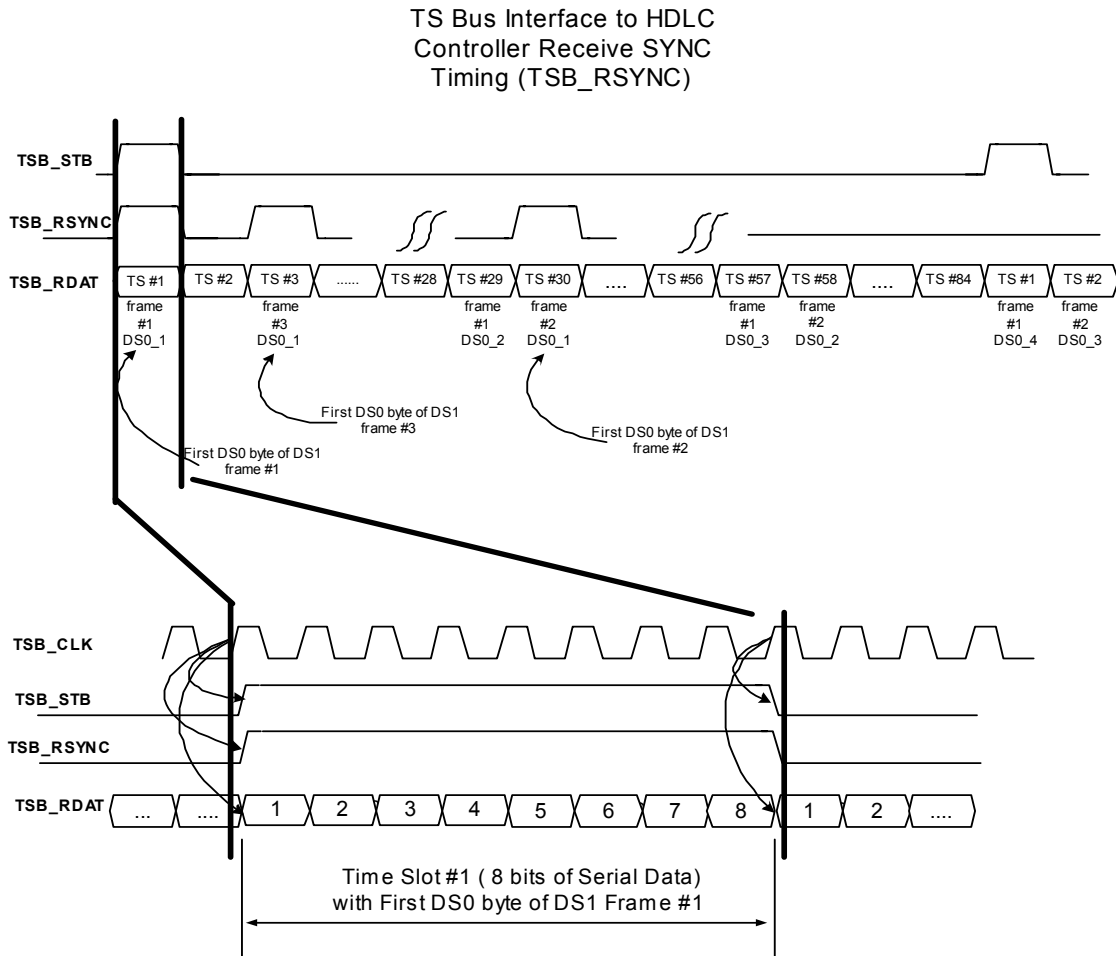 TS Bus Interface to HDLC
Controller Receive SYNC
Timing (TSB_RSYNC)
TSB_STB
TSB_RSYNC
TSB_RDAT
TS #1
TS #2
TS #3
......
TS #28
TS #29
TS #30
....
TS #56
TS #57
TS #58
....
TS #84
TS #1
TS #2
frame
#1
DS0_1
frame
#3
DS0_1
frame
#1
DS0_2
frame
#2
DS0_1
frame
#1
DS0_3
frame
#2
DS0_2
frame
#1
DS0_4
frame
#2
DS0_3
First DS0 byte of DS1
frame #3
First DS0 byte of DS1
frame #2
First DS0 byte of DS1
frame #1
TSB_CLK
TSB_STB
TSB_RSYNC
TSB_RDAT
... .... 1 2 3 4 5 6 7 8 1 2 ....
Time Slot #1 ( 8 bits of Serial Data)
with First DS0 byte of DS1 Frame #1